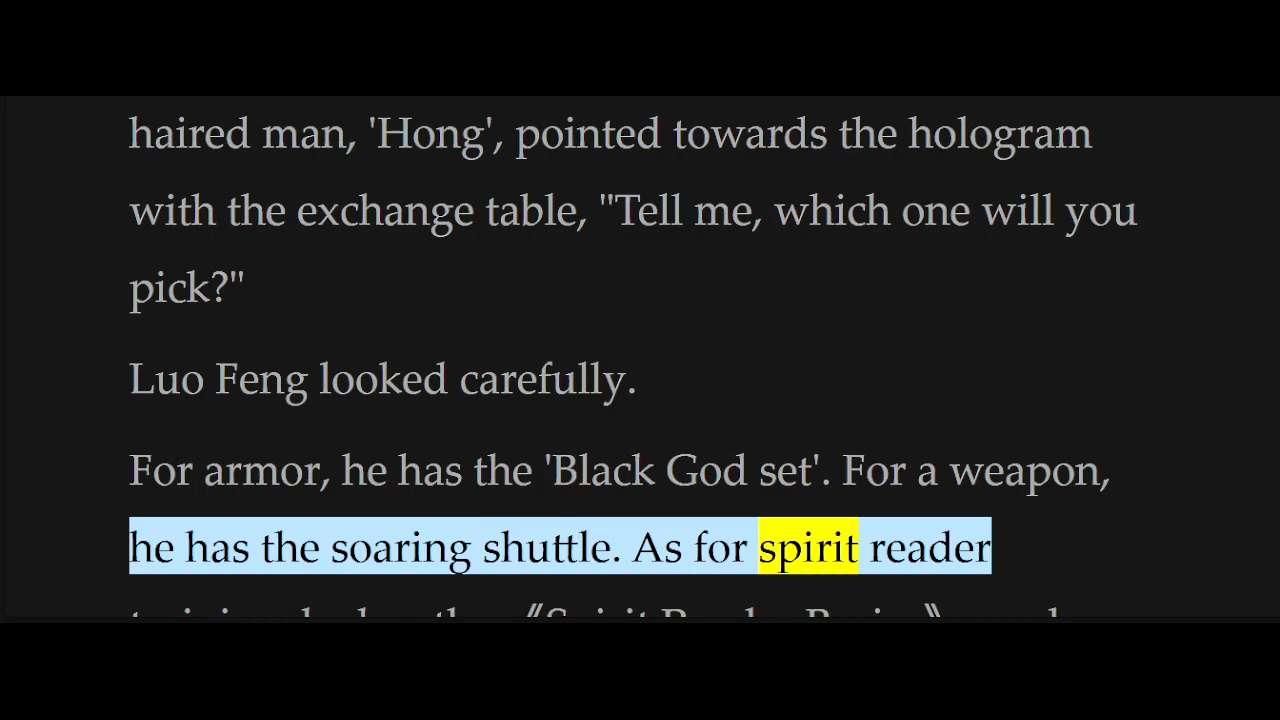 haired man, 'Hong', pointed towards the hologram
with the exchange table, "Tell me, which one will you
pick?"
Luo Feng looked carefully.
For armor, he has the 'Black God set'. For a weapon,
he has the soaring shuttle. As for spirit reader